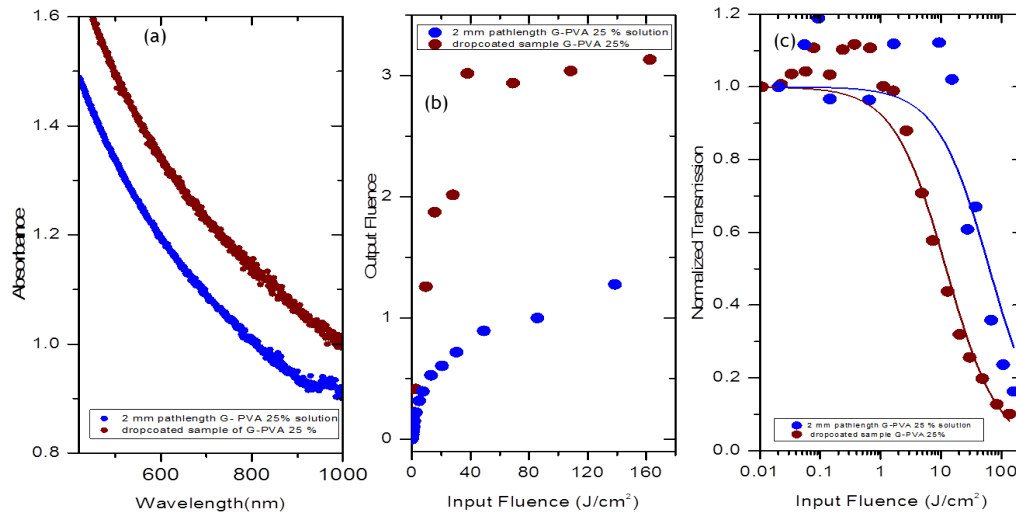 (a)
Absorbance
1.6
1.4
1.2
1.0
0.8
600
800
1000
Wavelength(nm)
2 mm pathlength G- PVA 25% solution
dropcoated sample of G-PVA 25 %
(b)
2 mm pathlength G-PVA 25 % solution
dropcoated sample G-PVA 25%
Output Fluence
3
2
1
0
0
40
80
120
160
Input Fluence (J/cm²)
(c)
Normalized Transmission
1.2
1.0
0.8
0.6
0.4
0.2
0.0
0.01
0.1
1
10
100
Input Fluence (J/cm²)
2 mm pathlength G-PVA 25 % solution
dropcoated sample G-PVA 25%